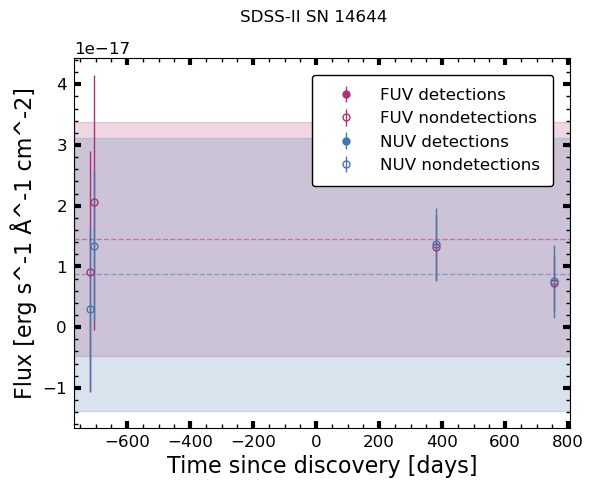 SDSS-II SN 14644
1e−17
Flux [erg s^-1 Å^-1 cm^-2]
4
3
2
1
0
−1
FUV detections
FUV nondetections
NUV detections
NUV nondetections
−600 −400 −200 0 200 400 600 800
Time since discovery [days]